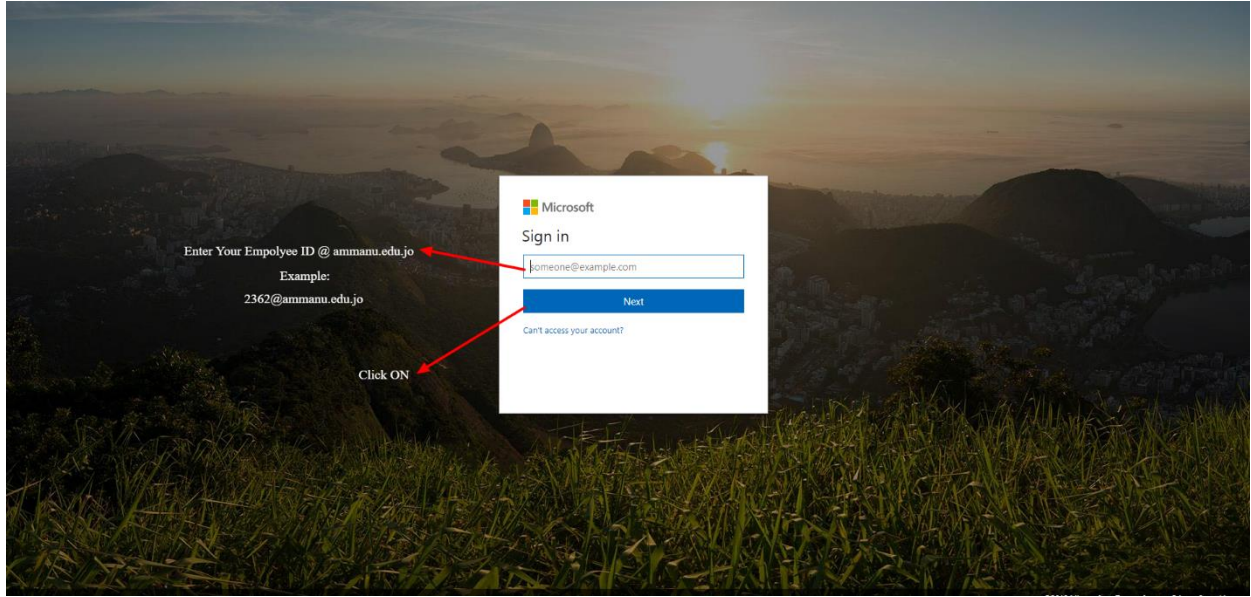 Microsoft
Sign in
Enter Your Empolyee ID @ ammanu.edu.jo
someone@example.com
Example:
2362@ammanu.edu.jo
Next
Can't access your account?
Click ON